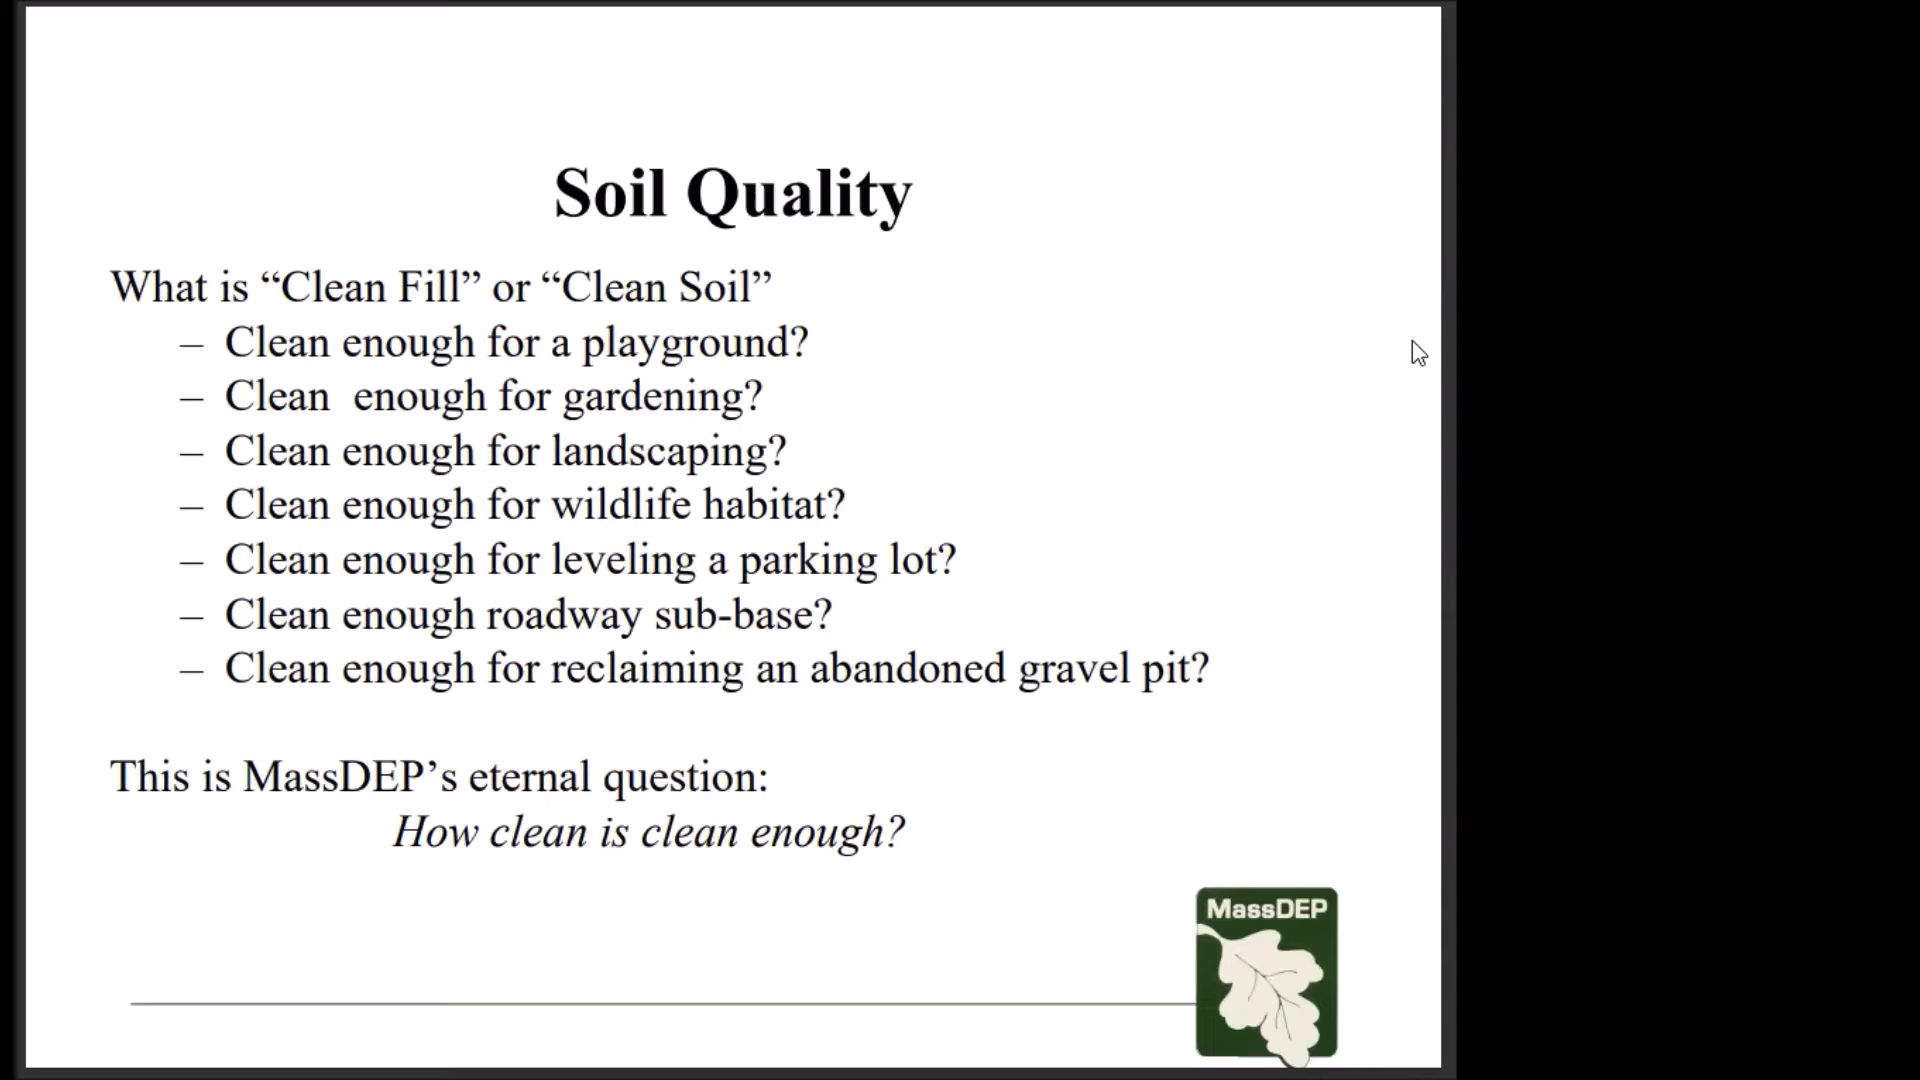 Soil Quality
What is “Clean Fill” or “Clean Soil”
– Clean enough for a playground?
– Clean  enough for gardening?
– Clean enough for landscaping?
– Clean enough for wildlife habitat?
– Clean enough for leveling a parking lot?
– Clean enough roadway sub-base?
– Clean enough for reclaiming an abandoned gravel pit?
This is MassDEP’s eternal question:
How clean is clean enough?
MassDEP